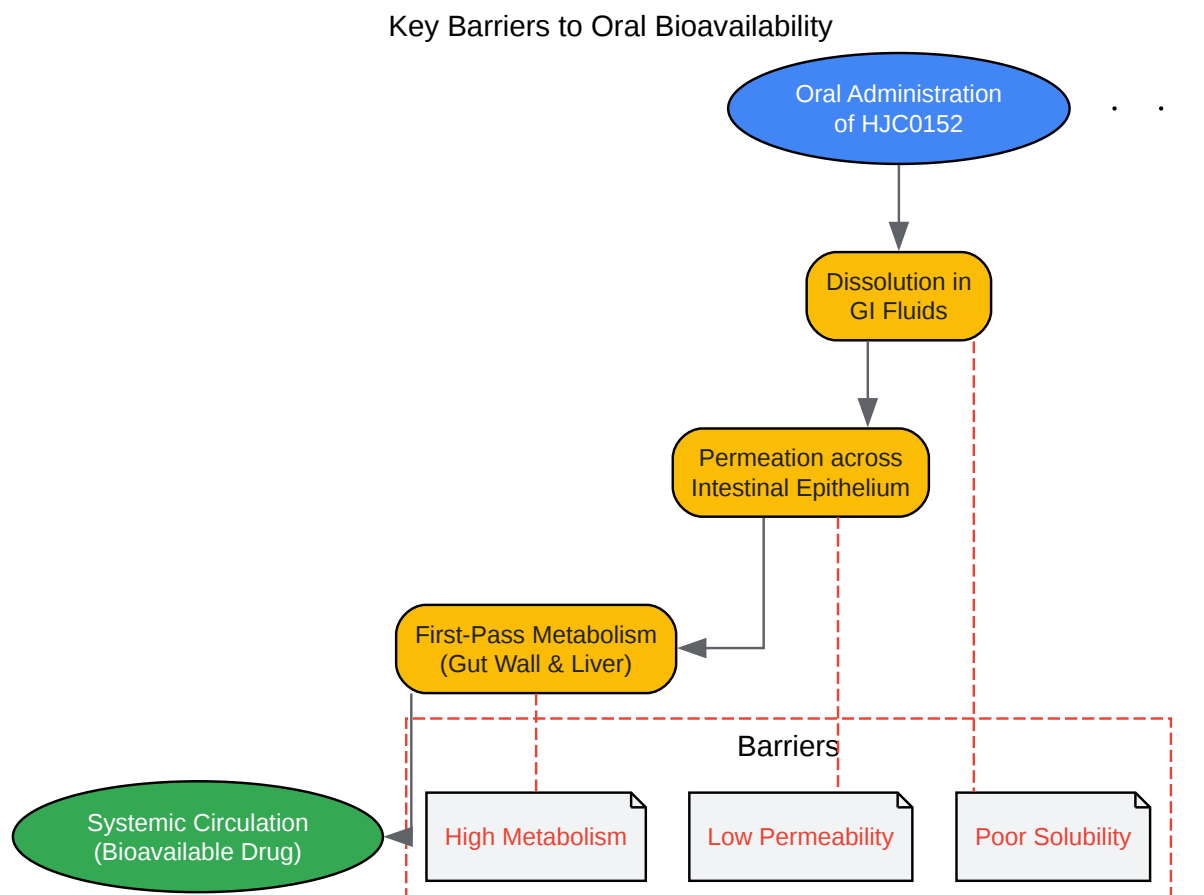 Key Barriers to Oral Bioavailability
Oral Administration
of HJC0152
Dissolution in
GI Fluids
Permeation across
Intestinal Epithelium
First-Pass Metabolism
(Gut Wall & Liver)
Barriers
Systemic Circulation
(Bioavailable Drug)
High Metabolism
Low Permeability
Poor Solubility